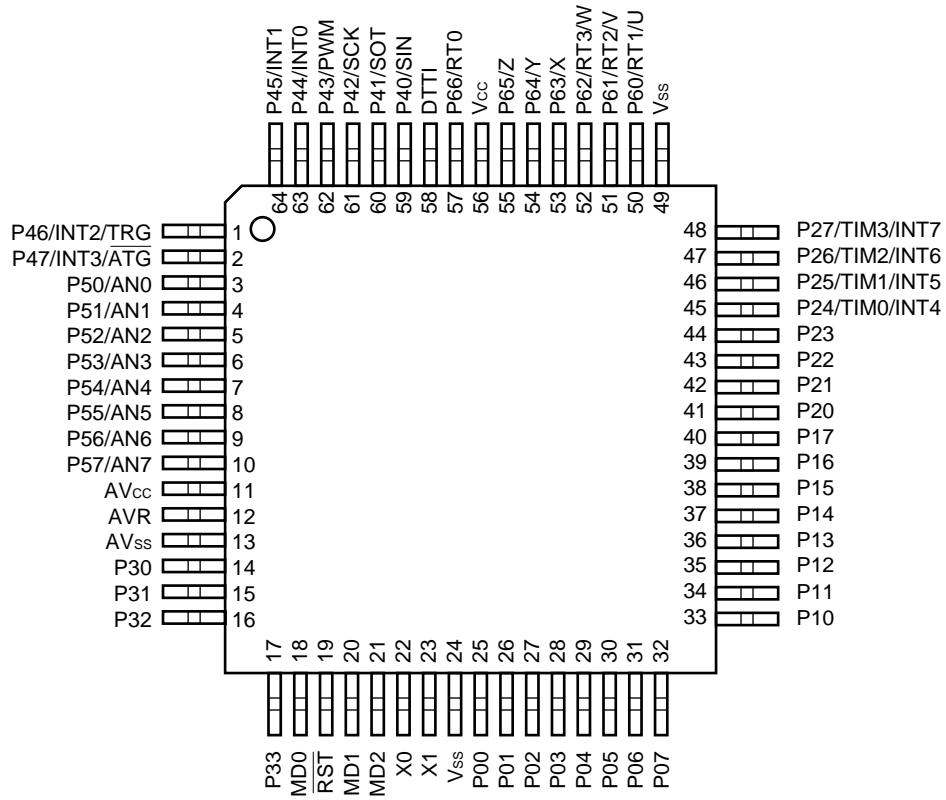 P45/INT1
P44/INT0
P43/PWM
P42/SCK
P41/SOT
P40/SIN
DTTI
P66/RT0
Vcc
P65/Z
P64/Y
P63/X
P62/RT3/W
P61/RT2/V
P60/RT1/U
Vss
64
63
62
61
60
59
58
57
56
55
54
53
52
51
50
49
P46/INT2/TRG 1
P47/INT3/A̅T̅G̅ 2
P50/AN0 3
P51/AN1 4
P52/AN2 5
P53/AN3 6
P54/AN4 7
P55/AN5 8
P56/AN6 9
P57/AN7 10
AVcc 11
AVR 12
AVss 13
P30 14
P31 15
P32 16
48 P27/TIM3/INT7
47 P26/TIM2/INT6
46 P25/TIM1/INT5
45 P24/TIM0/INT4
44 P23
43 P22
42 P21
41 P20
40 P17
39 P16
38 P15
37 P14
36 P13
35 P12
34 P11
33 P10
17
18
19
20
21
22
23
24
25
26
27
28
29
30
31
32
P33
MD0
R̅S̅T̅
MD1
MD2
X0
X1
Vss
P00
P01
P02
P03
P04
P05
P06
P07